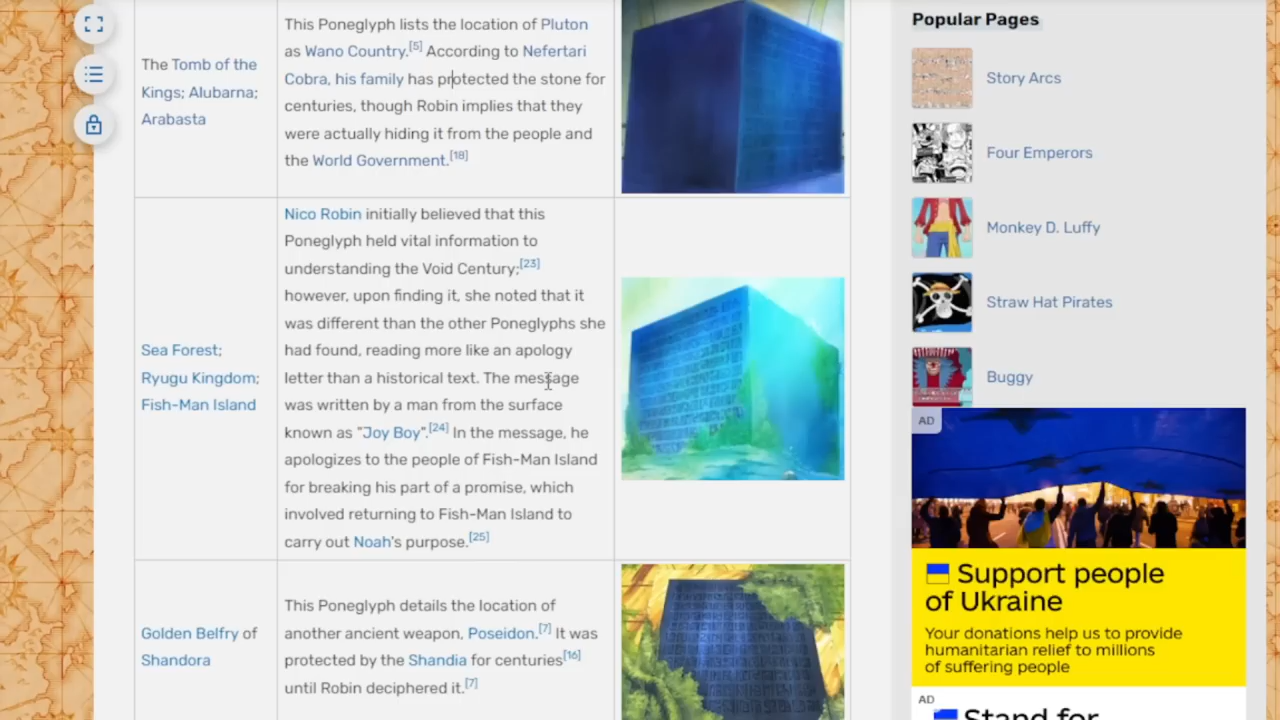 The Tomb of the
Kings; Alubarna;
Arabasta
This Poneglyph lists the location of Pluton
as Wano Country.[5] According to Nefertari
Cobra, his family has protected the stone for
centuries, though Robin implies that they
were actually hiding it from the people and
the World Government.[18]
Sea Forest;
Ryugu Kingdom;
Fish-Man Island
Nico Robin initially believed that this
Poneglyph held vital information to
understanding the Void Century;[23]
however, upon finding it, she noted that it
was different than the other Poneglyphs she
had found, reading more like an apology
letter than a historical text. The message
was written by a man from the surface
known as "Joy Boy".[24] In the message, he
apologizes to the people of Fish-Man Island
for breaking his part of a promise, which
involved returning to Fish-Man Island to
carry out Noah's purpose.[25]
Golden Belfry of
Shandora
This Poneglyph details the location of
another ancient weapon, Poseidon.[7] It was
protected by the Shandia for centuries[16]
until Robin deciphered it.[7]
Popular Pages
Story Arcs
Four Emperors
Monkey D. Luffy
Straw Hat Pirates
Buggy
AD
Support people
of Ukraine
Your donations help us to provide
humanitarian relief to millions
of suffering people
AD
Stand for